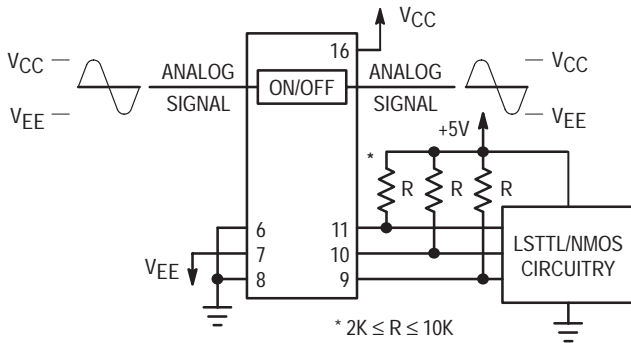 VCC
16
VCC
ANALOG
SIGNAL
ON/OFF
ANALOG
SIGNAL
VCC
VEE
VEE
+5V
*
R
R
R
6
11
7
10
8
9
VEE
LSTTL/NMOS
CIRCUITRY
* 2K ≤ R ≤ 10K